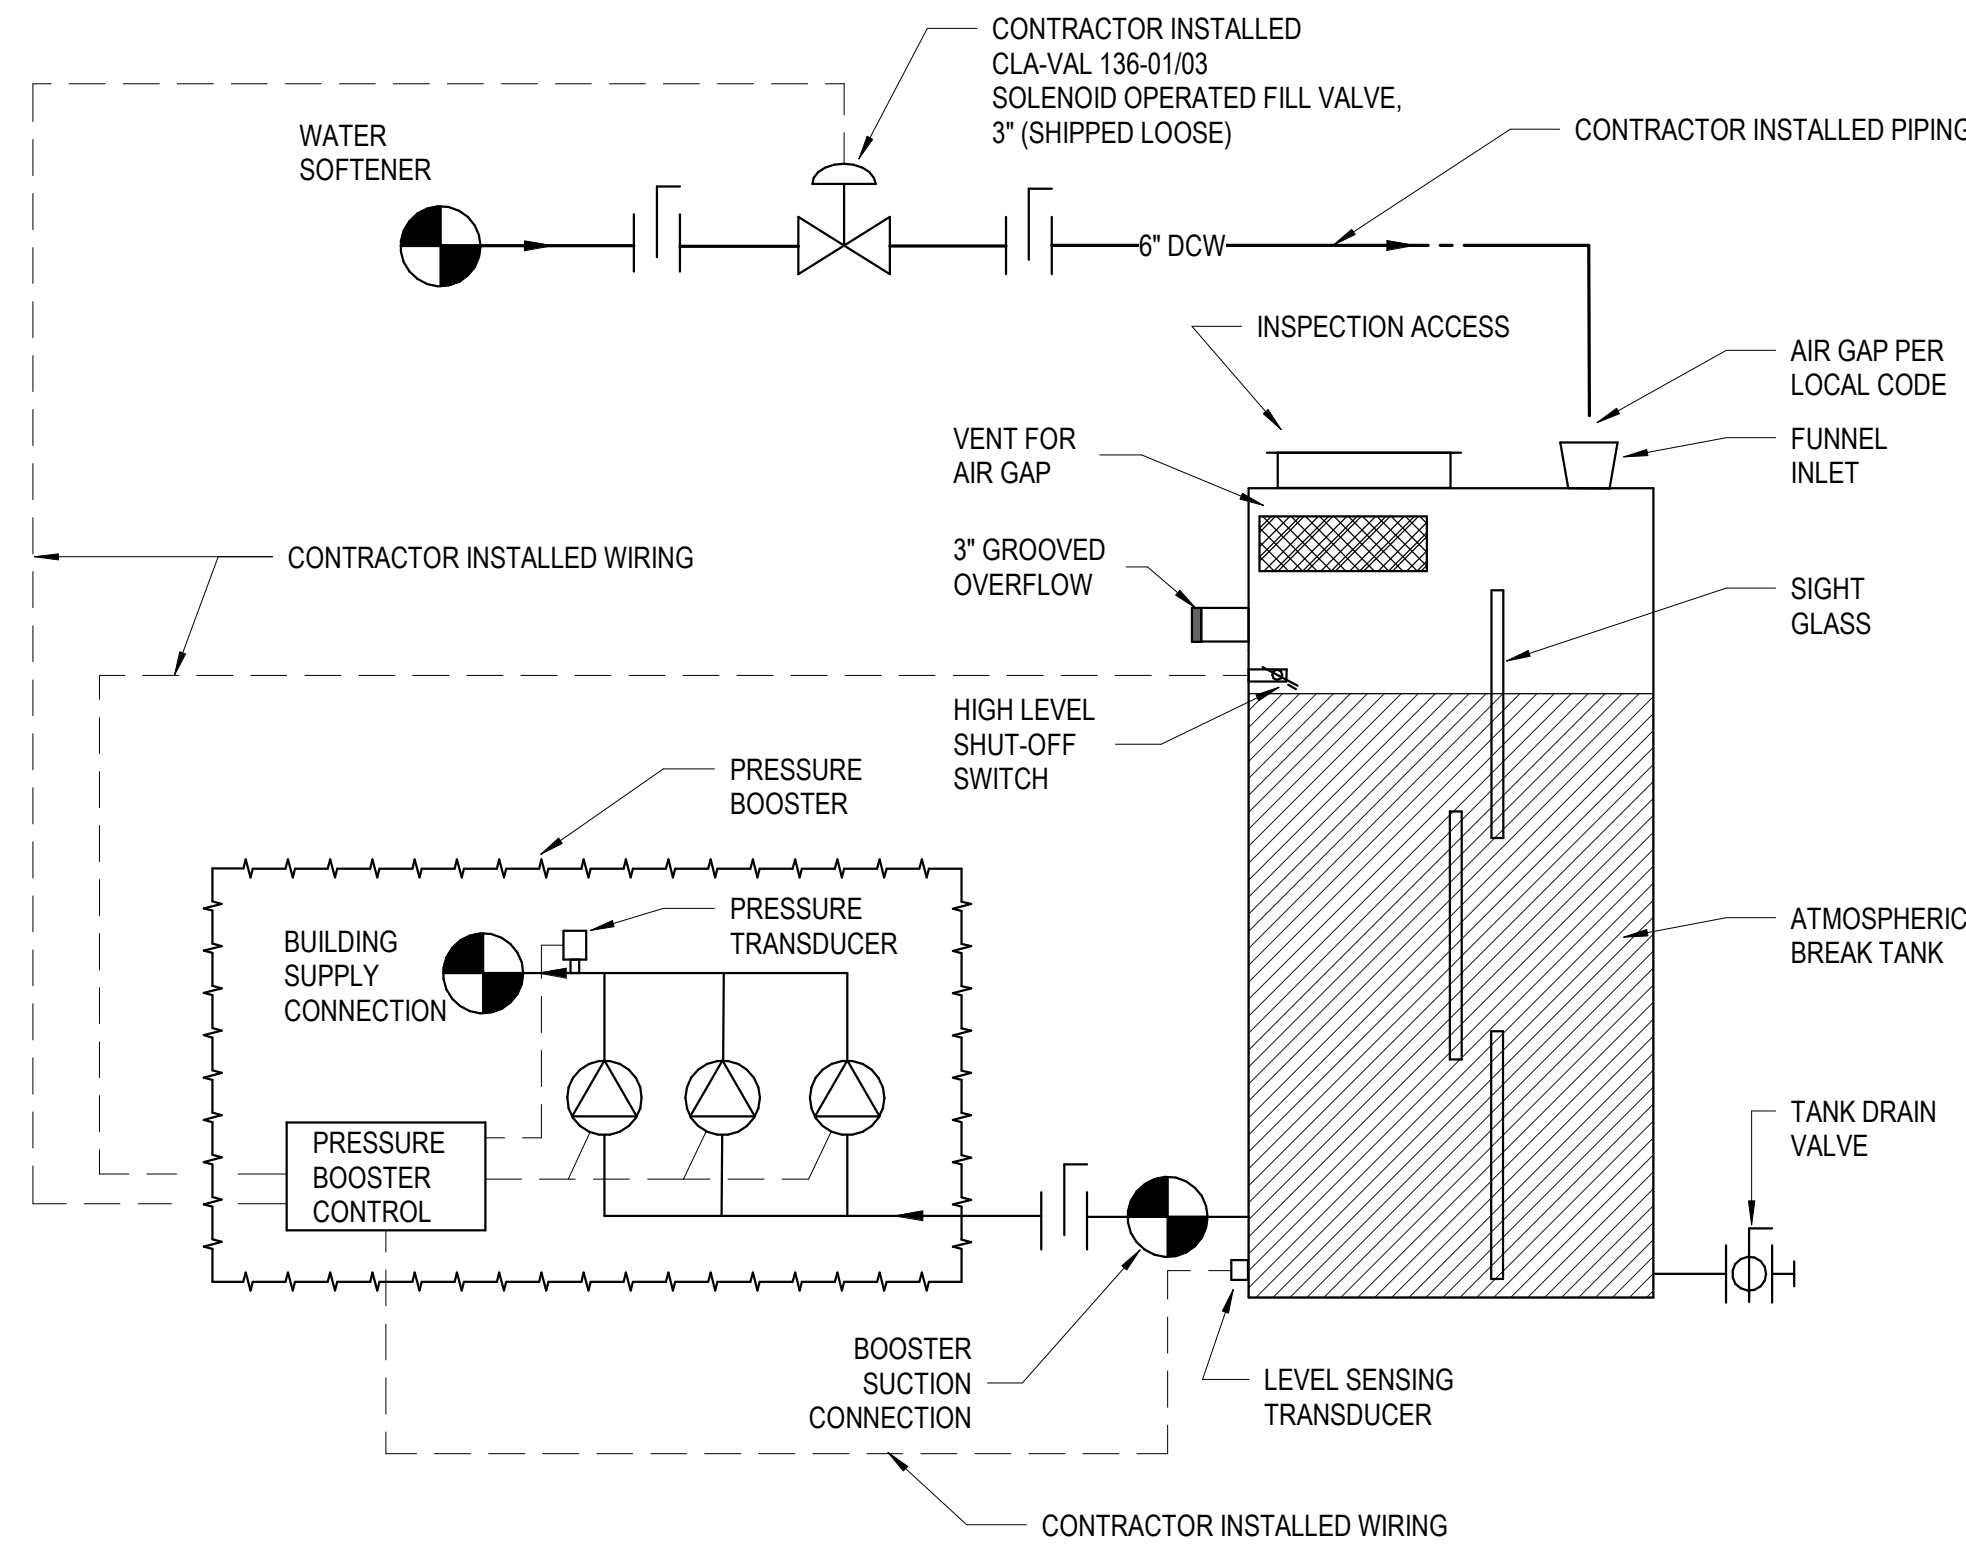 CONTRACTOR INSTALLED
CLA-VAL 136-01/03
SOLENOID OPERATED FILL VALVE,
3" (SHIPPED LOOSE)
WATER
SOFTENER
CONTRACTOR INSTALLED PIPING
6" DCW
INSPECTION ACCESS
AIR GAP PER
LOCAL CODE
VENT FOR
AIR GAP
FUNNEL
INLET
3" GROOVED
OVERFLOW
CONTRACTOR INSTALLED WIRING
SIGHT
GLASS
HIGH LEVEL
SHUT-OFF
SWITCH
PRESSURE
BOOSTER
PRESSURE
TRANSDUCER
BUILDING
SUPPLY
CONNECTION
ATMOSPHERIC
BREAK TANK
PRESSURE
BOOSTER
CONTROL
TANK DRAIN
VALVE
BOOSTER
SUCTION
CONNECTION
LEVEL SENSING
TRANSDUCER
CONTRACTOR INSTALLED WIRING